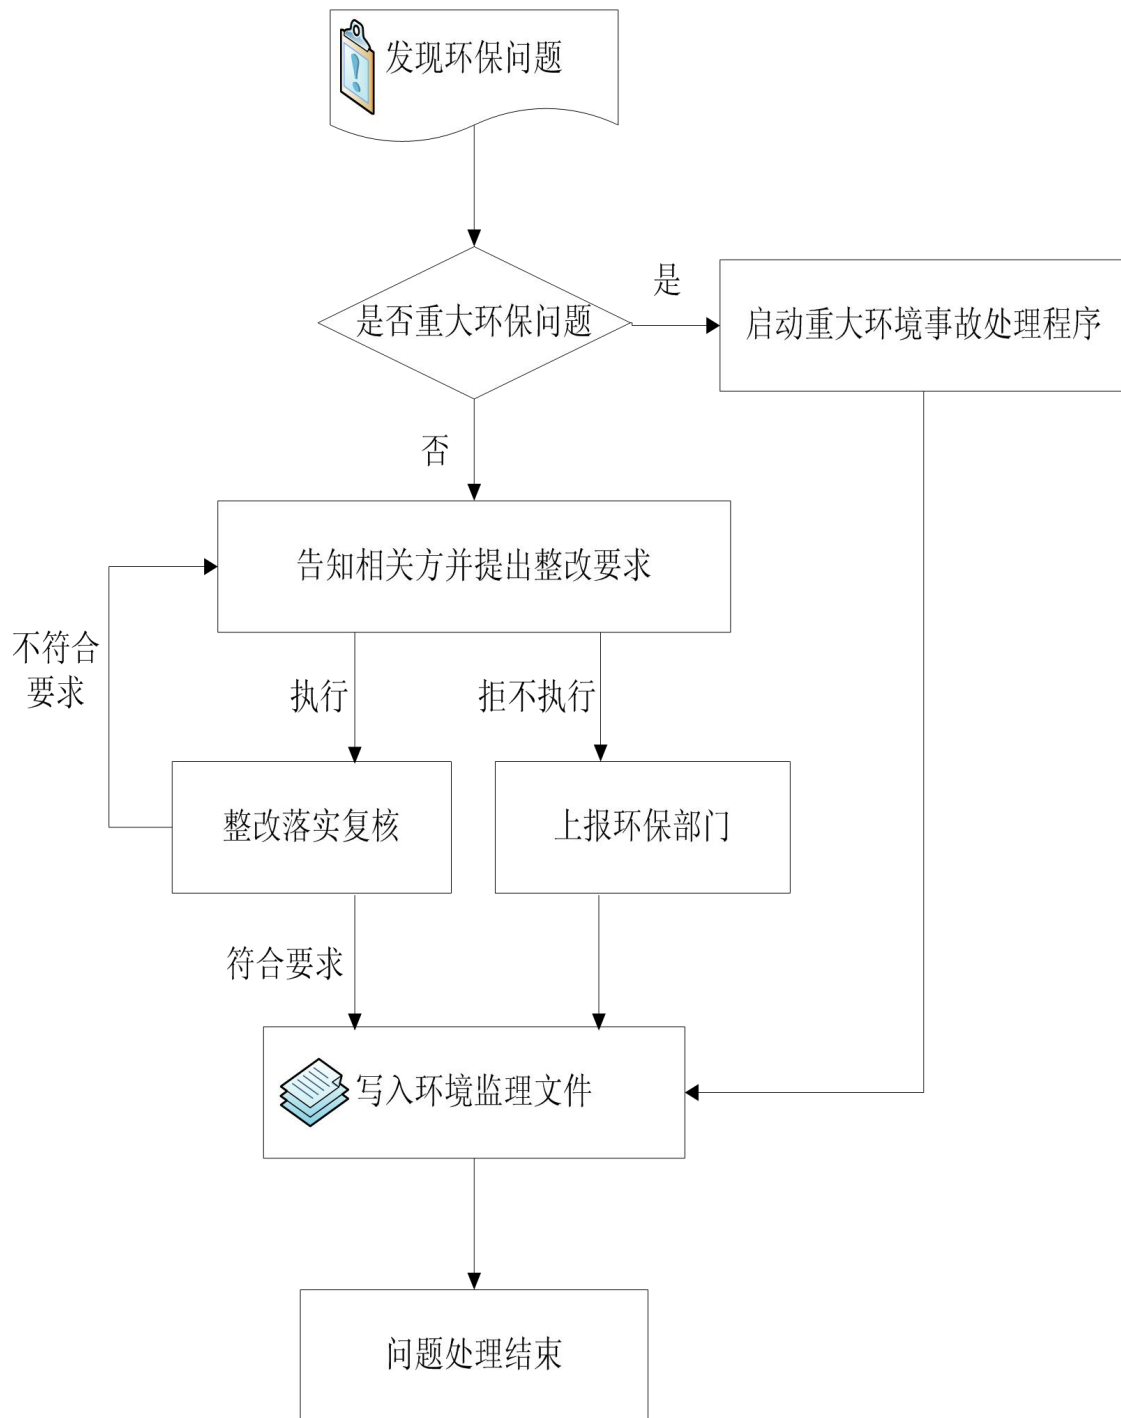 发现环保问题
是否重大环保问题
是
启动重大环境事故处理程序
否
告知相关方并提出整改要求
不符合
要求
执行
拒不执行
整改落实复核
上报环保部门
符合要求
写入环境监理文件
问题处理结束